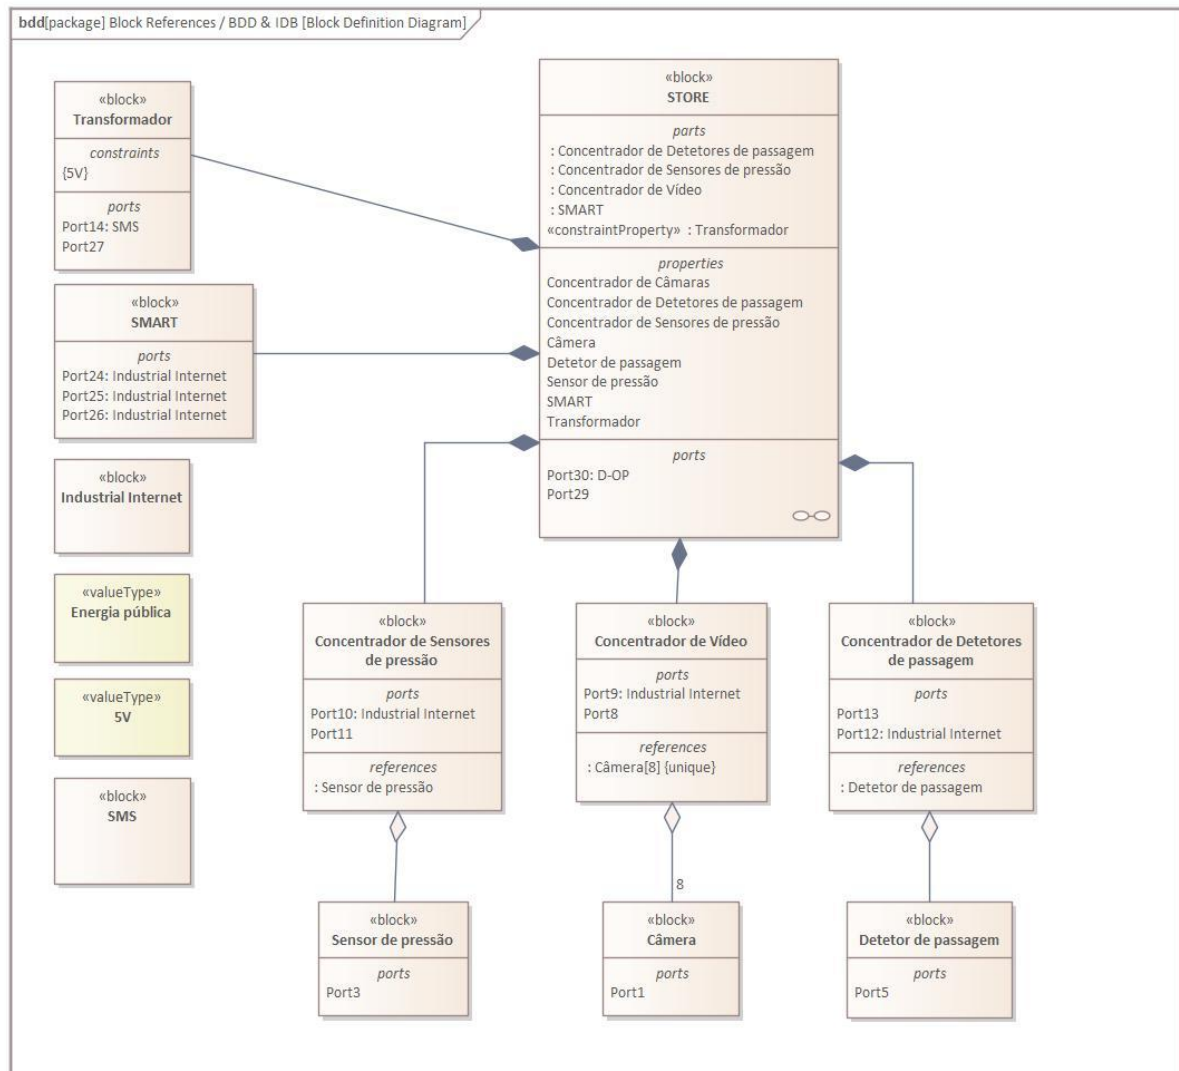 bdd[package] Block References / BDD & IDB [Block Definition Diagram]
«block»
Transformador
constraints
{5V}
ports
Port14: SMS
Port27
«block»
STORE
parts
: Concentrador de Detetores de passagem
: Concentrador de Sensores de pressão
: Concentrador de Vídeo
: SMART
«constraintProperty» : Transformador
properties
Concentrador de Câmaras
Concentrador de Detetores de passagem
Concentrador de Sensores de pressão
Câmera
Detetor de passagem
Sensor de pressão
SMART
Transformador
ports
Port30: D-OP
Port29
«block»
SMART
ports
Port24: Industrial Internet
Port25: Industrial Internet
Port26: Industrial Internet
«block»
Industrial Internet
«valueType»
Energia pública
«valueType»
5V
«block»
SMS
«block»
Concentrador de Sensores
de pressão
ports
Port10: Industrial Internet
Port11
references
: Sensor de pressão
«block»
Concentrador de Vídeo
ports
Port9: Industrial Internet
Port8
references
: Câmera[8] {unique}
«block»
Concentrador de Detetores
de passagem
ports
Port13
Port12: Industrial Internet
references
: Detetor de passagem
8
«block»
Sensor de pressão
ports
Port3
«block»
Câmera
ports
Port1
«block»
Detetor de passagem
ports
Port5